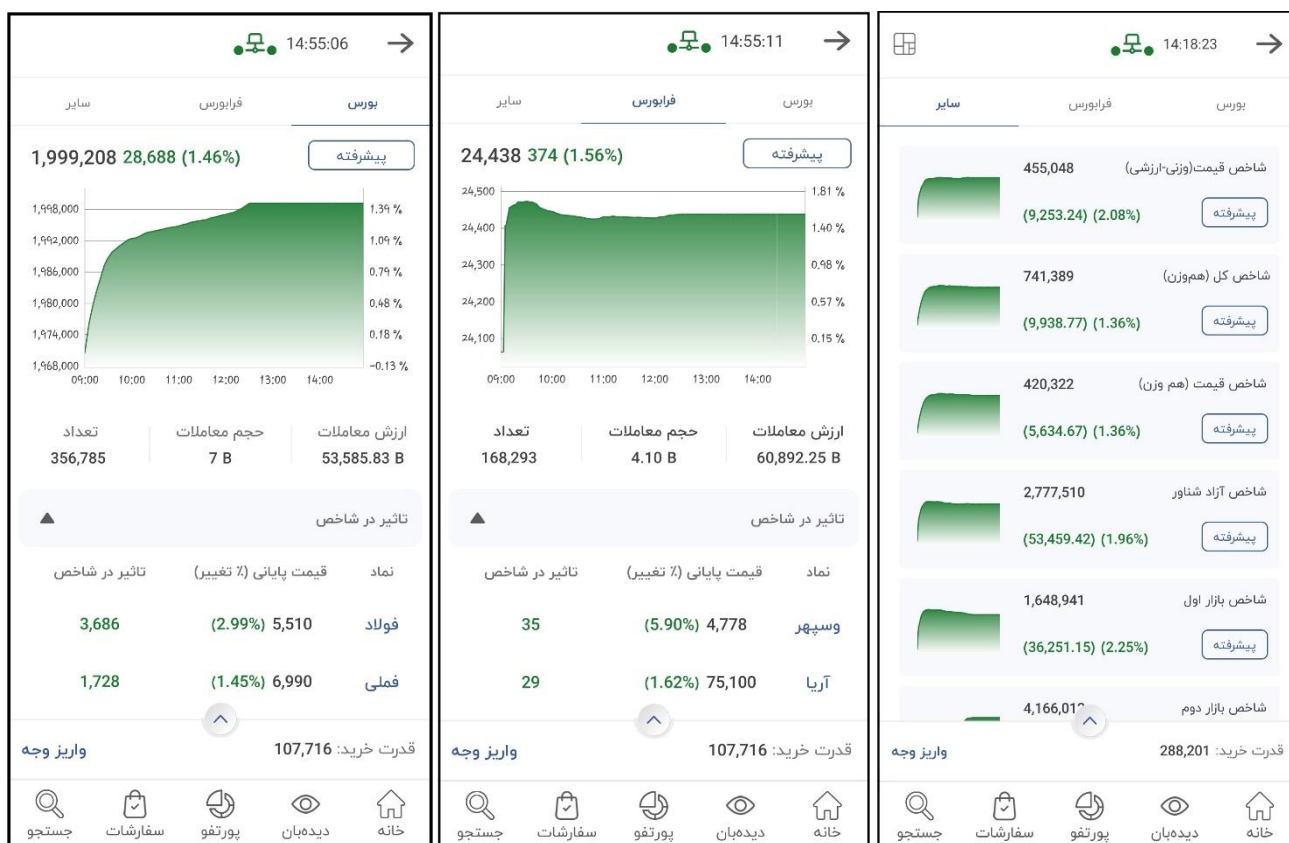 14:55:06
بورس فرابورس سایر
1,999,208 28,688 (1.46%) پیشرفته
1,998,000 1.39 %
1,992,000 1.09 %
1,986,000 0.79 %
1,980,000 0.48 %
1,974,000 0.18 %
1,968,000 -0.13 %
09:00 10:00 11:00 12:00 13:00 14:00
ارزش معاملات حجم معاملات تعداد
53,585.83 B 7 B 356,785
تاثیر در شاخص
نماد قیمت پایانی (٪ تغییر) تاثیر در شاخص
فولاد 5,510 (2.99%) 3,686
فملی 6,990 (1.45%) 1,728
قدرت خرید: 107,716 واریز وجه
خانه دیده‌بان پورتفو سفارشات جستجو
14:55:11
بورس فرابورس سایر
24,438 374 (1.56%) پیشرفته
24,500 1.81 %
24,400 1.40 %
24,300 0.98 %
24,200 0.57 %
24,100 0.15 %
09:00 10:00 11:00 12:00 13:00 14:00
ارزش معاملات حجم معاملات تعداد
60,892.25 B 4.10 B 168,293
تاثیر در شاخص
نماد قیمت پایانی (٪ تغییر) تاثیر در شاخص
وسپهر 4,778 (5.90%) 35
آریا 75,100 (1.62%) 29
قدرت خرید: 107,716 واریز وجه
خانه دیده‌بان پورتفو سفارشات جستجو
14:18:23
بورس فرابورس سایر
شاخص قیمت(وزنی-ارزشی) 455,048
پیشرفته (9,253.24) (2.08%)
شاخص کل (هم‌وزن) 741,389
پیشرفته (9,938.77) (1.36%)
شاخص قیمت (هم وزن) 420,322
پیشرفته (5,634.67) (1.36%)
شاخص آزاد شناور 2,777,510
پیشرفته (53,459.42) (1.96%)
شاخص بازار اول 1,648,941
پیشرفته (36,251.15) (2.25%)
شاخص بازار دوم
قدرت خرید: 288,201 واریز وجه
خانه دیده‌بان پورتفو سفارشات جستجو